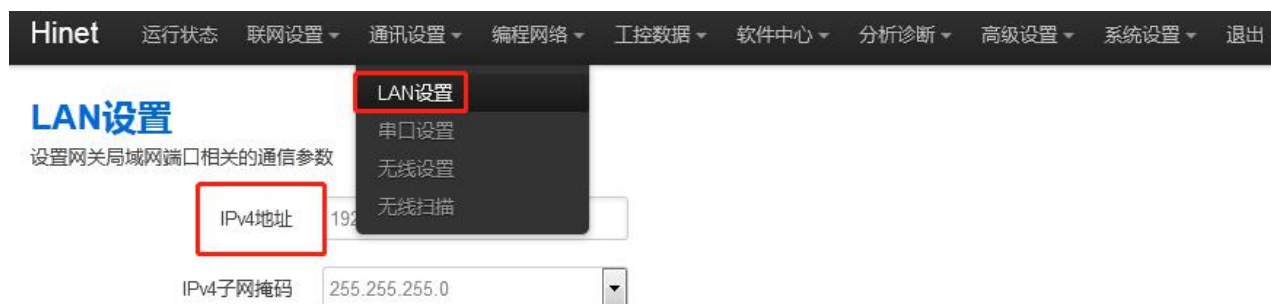 Hinet 运行状态 联网设置 通讯设置 编程网络 工控数据 软件中心 分析诊断 高级设置 系统设置 退出
LAN设置
串口设置
无线设置
无线扫描
LAN设置
设置网关局域网端口相关的通信参数
IPv4地址 192
IPv4子网掩码 255.255.255.0